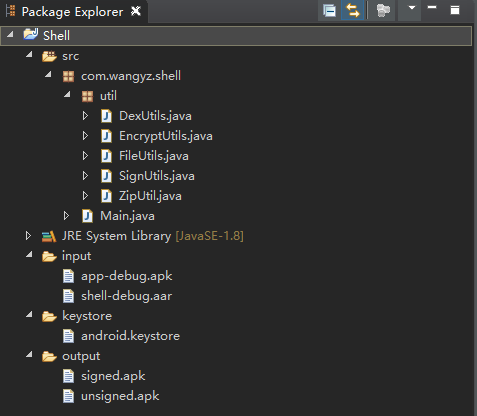 Package Explorer
Shell
src
com.wangyz.shell
util
DexUtils.java
EncryptUtils.java
FileUtils.java
SignUtils.java
ZipUtil.java
Main.java
JRE System Library [JavaSE-1.8]
input
app-debug.apk
shell-debug.aar
keystore
android.keystore
output
signed.apk
unsigned.apk